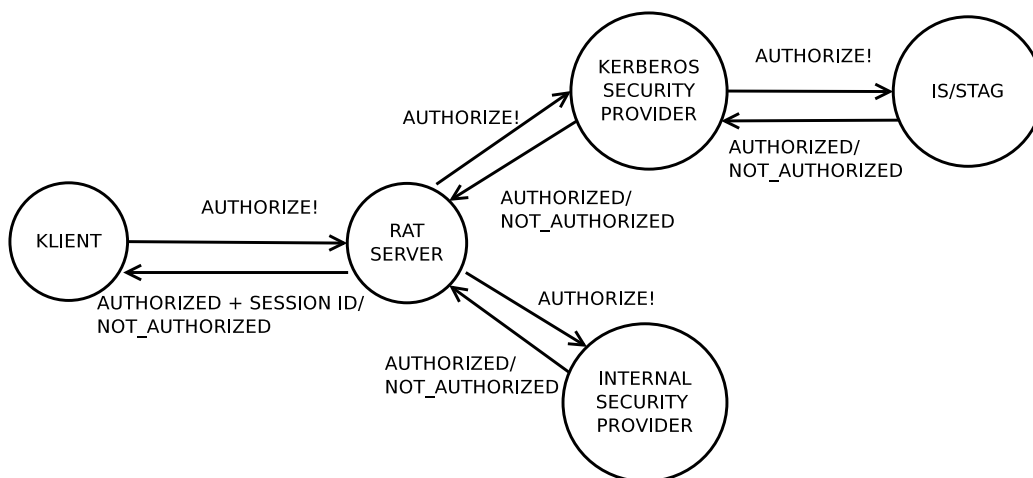 KERBEROS
SECURITY
PROVIDER
AUTHORIZE!
IS/STAG
AUTHORIZE!
AUTHORIZED/
NOT_AUTHORIZED
AUTHORIZED/
NOT_AUTHORIZED
AUTHORIZE!
KLIENT
RAT
SERVER
AUTHORIZED + SESSION ID/
NOT_AUTHORIZED
AUTHORIZE!
AUTHORIZED/
NOT_AUTHORIZED
INTERNAL
SECURITY
PROVIDER